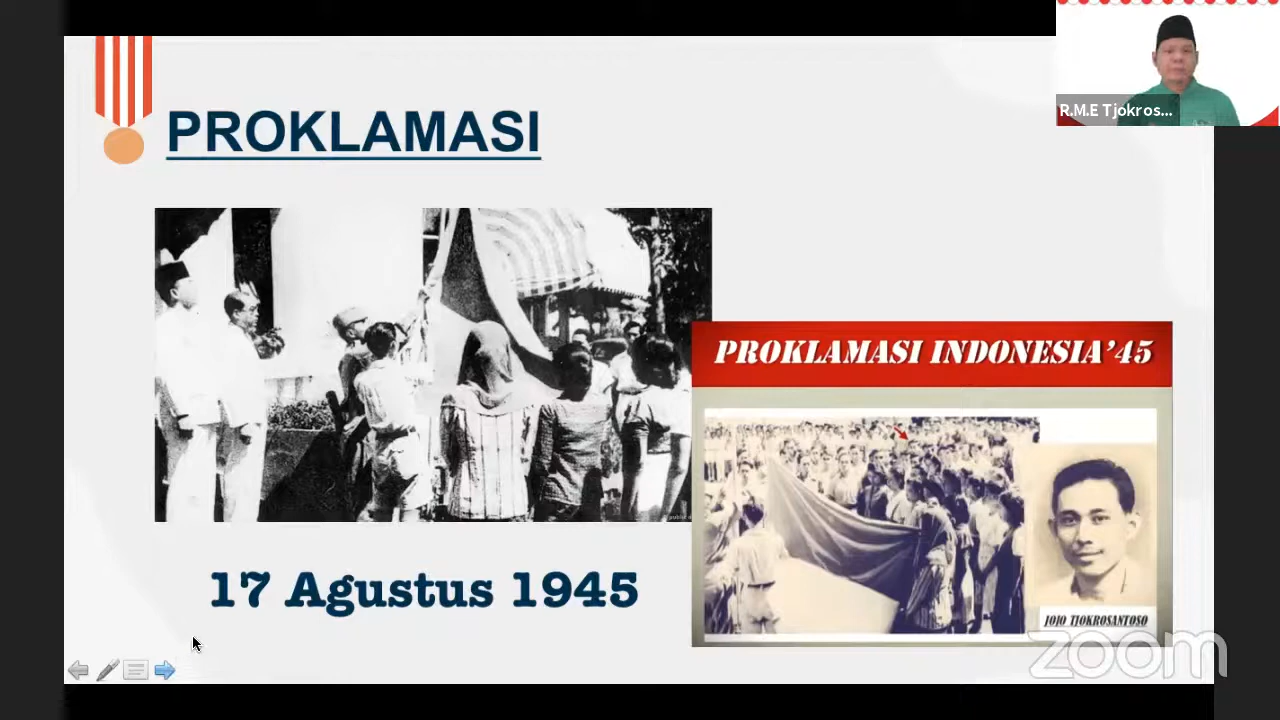 R.M.E Tjokros...
PROKLAMASI
PROKLAMASI INDONESIA'45
17 Agustus 1945
JOJO TJOKROSANTOSO
zoom